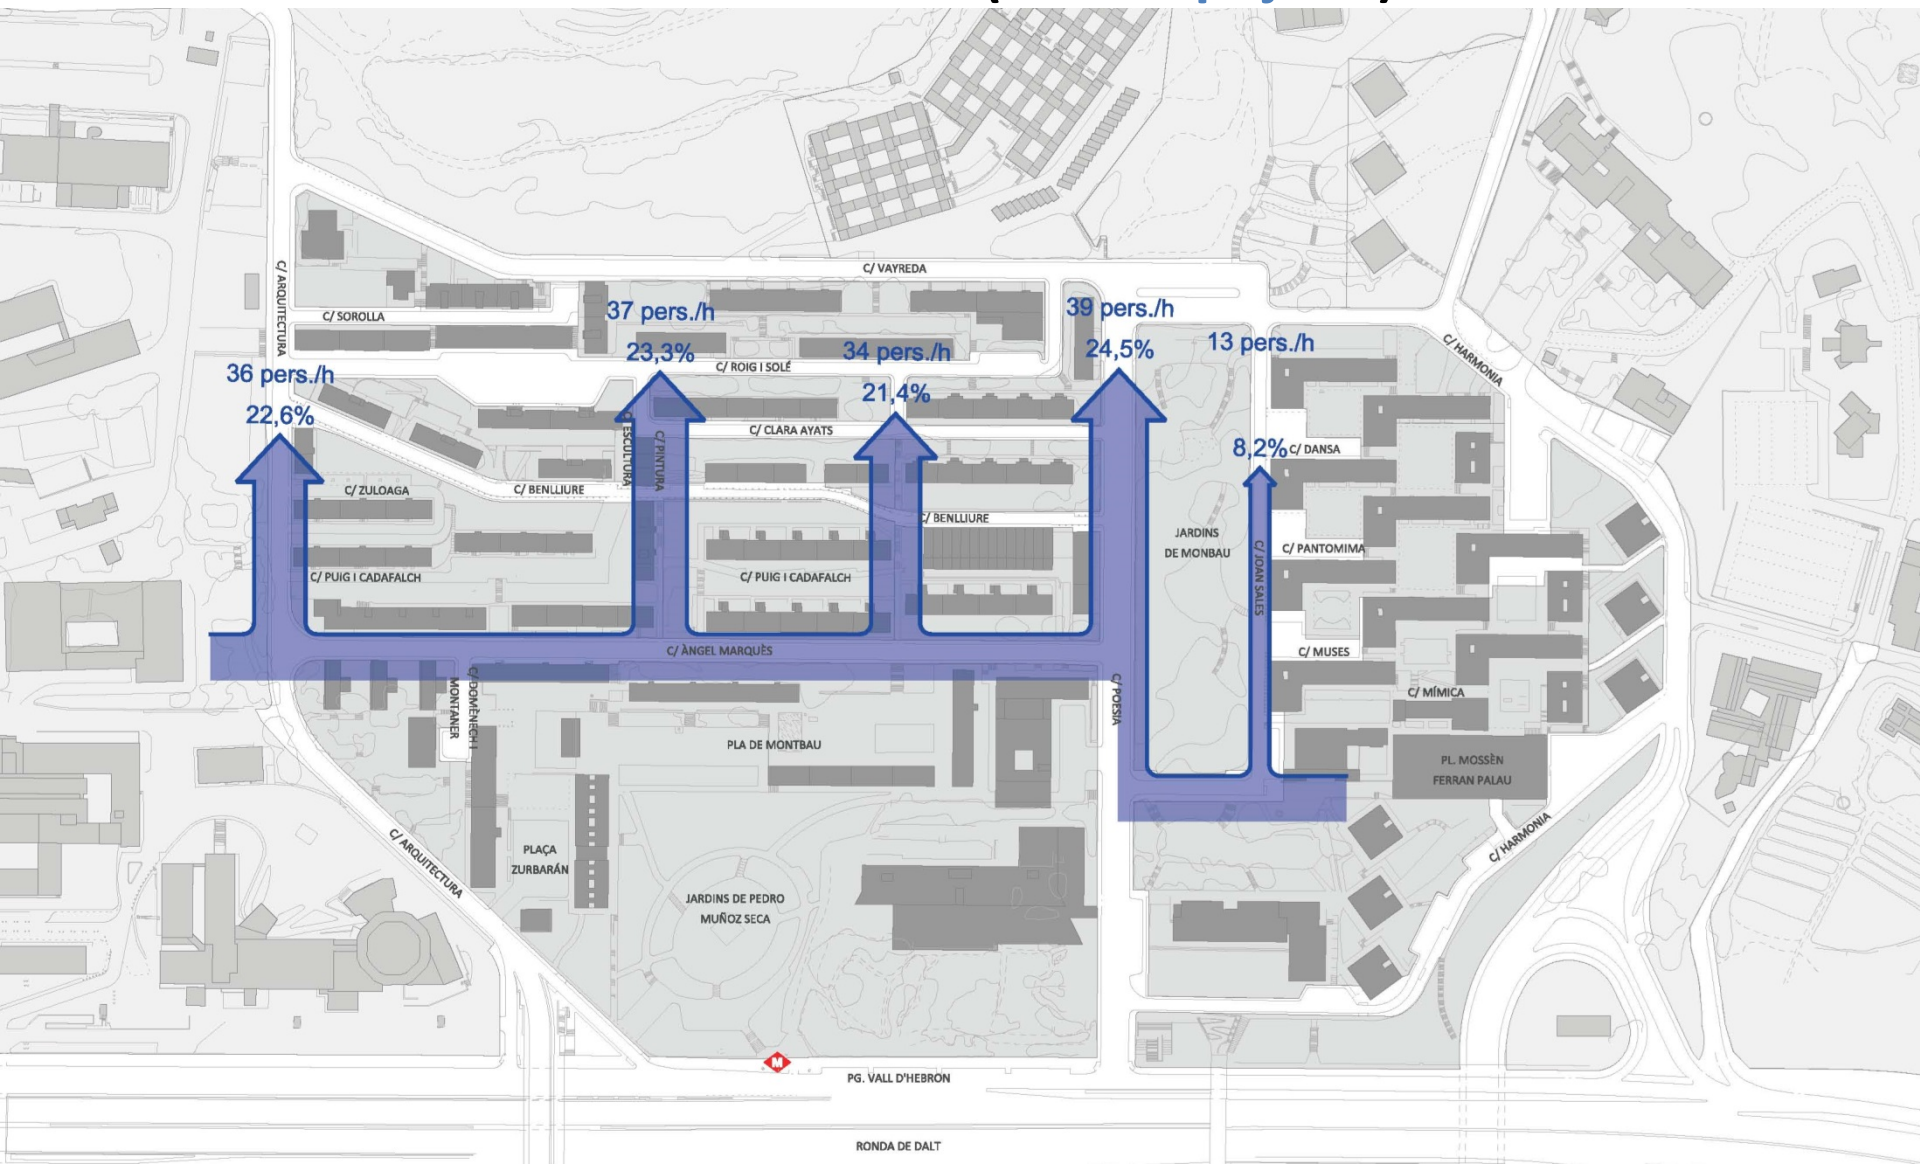 C/ VAYREDA
C/ ARQUITECTURA
C/ SOROLLA
37 pers./h
39 pers./h
23,3%
34 pers./h
24,5%
13 pers./h
C/ HARMONIA
C/ ROIG I SOLÉ
36 pers./h
22,6%
21,4%
C/ ESCULTURA
C/ PINTURA
C/ CLARA AYATS
8,2%
C/ DANSA
C/ ZULOAGA
C/ BENLLIURE
C/ BENLLIURE
JARDINS
DE MONBAU
C/ JOAN SALES
C/ PANTOMIMA
C/ PUIG I CADAFALCH
C/ PUIG I CADAFALCH
C/ ÀNGEL MARQUÈS
C/ MUSES
C/ DOMÈNECH I
MONTANER
C/ POESIA
C/ MÍMICA
PLA DE MONTBAU
PL. MOSSÈN
FERRAN PALAU
C/ ARQUITECTURA
PLAÇA
ZURBARÁN
C/ HARMONIA
JARDINS DE PEDRO
MUÑOZ SECA
M
PG. VALL D'HEBRON
RONDA DE DALT